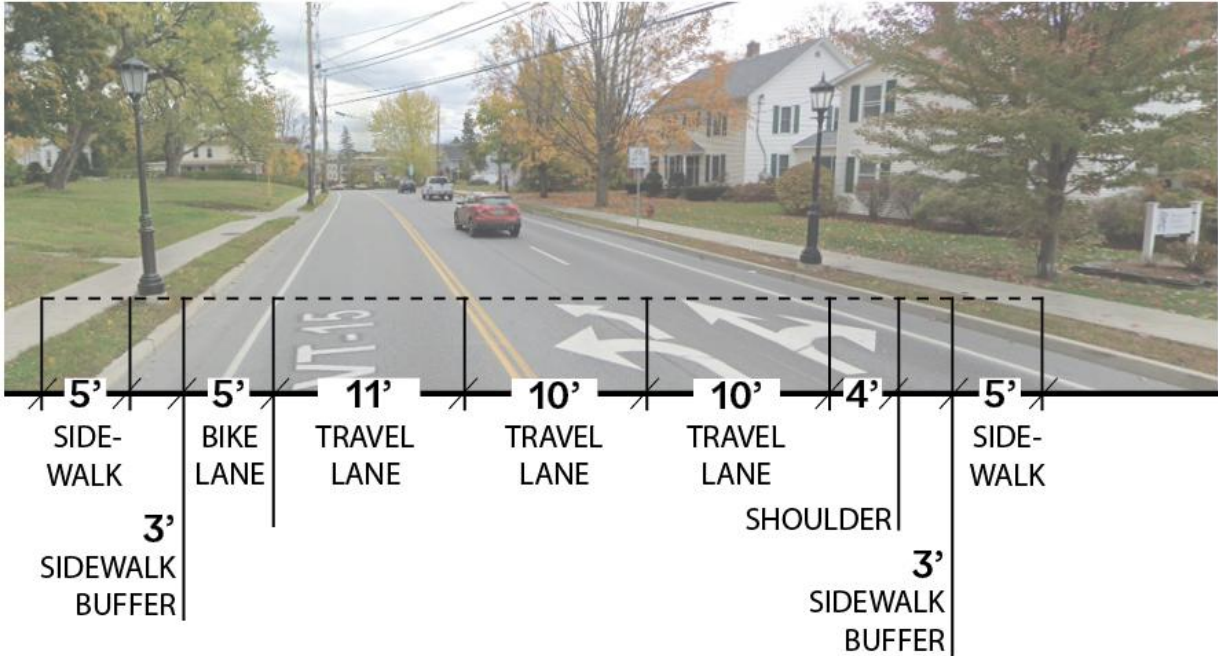 VT-15
5’
5’
11’
10’
10’
4’
5’
SIDE-
WALK
BIKE
LANE
TRAVEL
LANE
TRAVEL
LANE
TRAVEL
LANE
SIDE-
WALK
SHOULDER
3’
SIDEWALK
BUFFER
3’
SIDEWALK
BUFFER